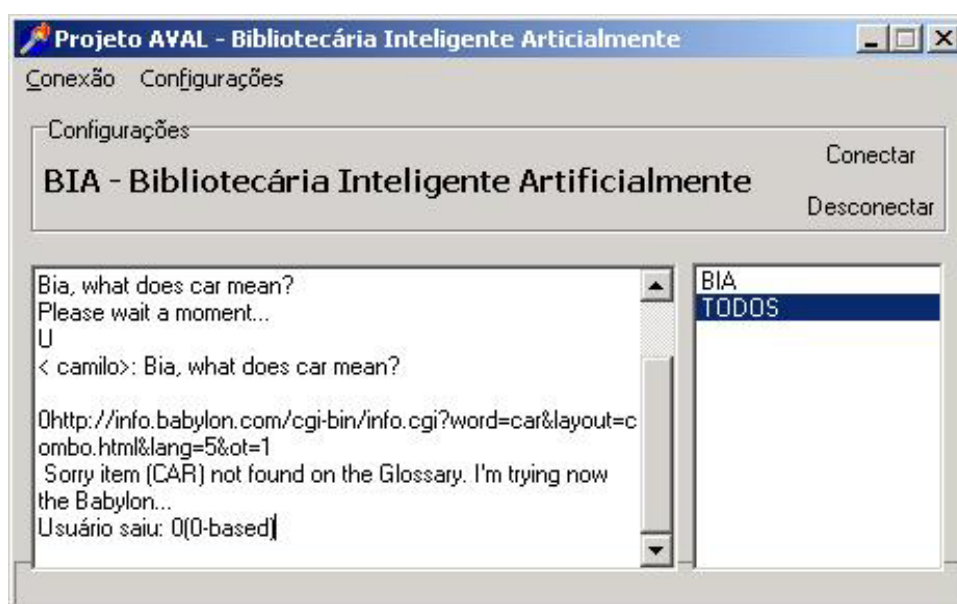 Projeto AVAL - Bibliotecária Inteligente Articialmente
Conexão Configurações
Configurações
BIA - Bibliotecária Inteligente Artificialmente
Conectar
Desconectar
Bia, what does car mean?
Please wait a moment...
U
< camilo>: Bia, what does car mean?
0http://info.babylon.com/cgi-bin/info.cgi?word=car&layout=c
ombo.html&lang=5&ot=1
Sorry item (CAR) not found on the Glossary. I'm trying now
the Babylon...
Usuário saiu: 0(0-based)
BIA
TODOS